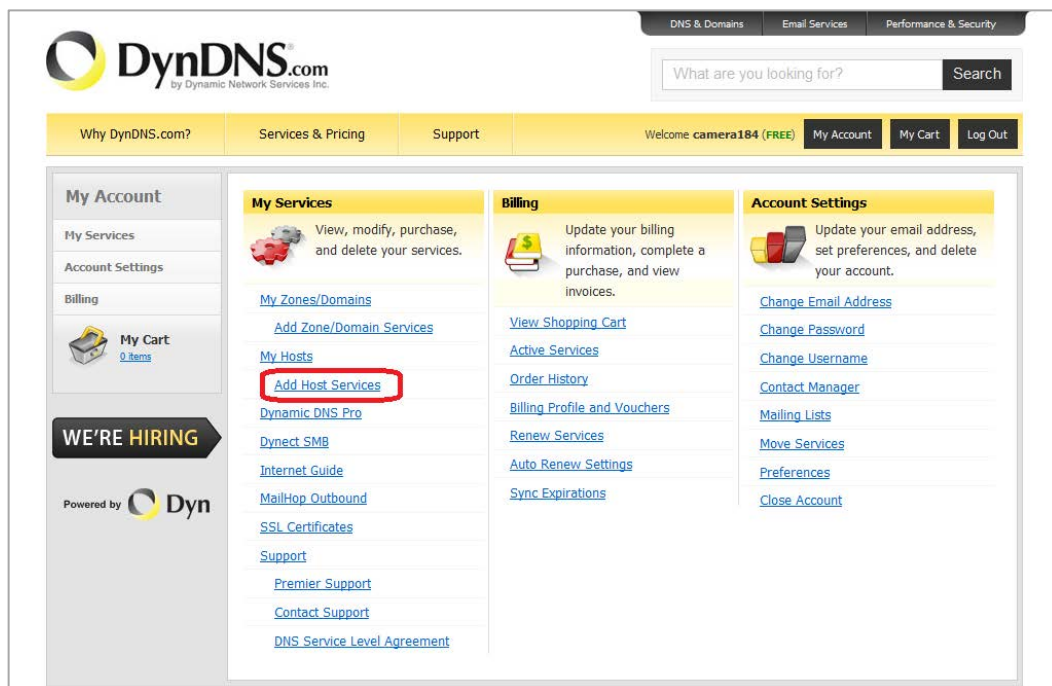 DNS & Domains Email Services Performance & Security
DynDNS.com
by Dynamic Network Services Inc.
What are you looking for? Search
Why DynDNS.com? Services & Pricing Support Welcome camera184 (FREE) My Account My Cart Log Out
My Account
My Services
Account Settings
Billing
My Cart
0 items
WE'RE HIRING
Powered by Dyn
My Services
View, modify, purchase,
and delete your services.
My Zones/Domains
Add Zone/Domain Services
My Hosts
Add Host Services
Dynamic DNS Pro
Dynect SMB
Internet Guide
MailHop Outbound
SSL Certificates
Support
Premier Support
Contact Support
DNS Service Level Agreement
Billing
Update your billing
information, complete a
purchase, and view
invoices.
View Shopping Cart
Active Services
Order History
Billing Profile and Vouchers
Renew Services
Auto Renew Settings
Sync Expirations
Account Settings
Update your email address,
set preferences, and delete
your account.
Change Email Address
Change Password
Change Username
Contact Manager
Mailing Lists
Move Services
Preferences
Close Account